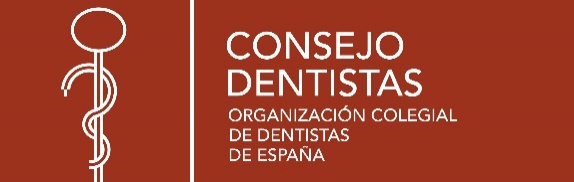 CONSEJO
DENTISTAS
ORGANIZACIÓN COLEGIAL
DE DENTISTAS
DE ESPAÑA